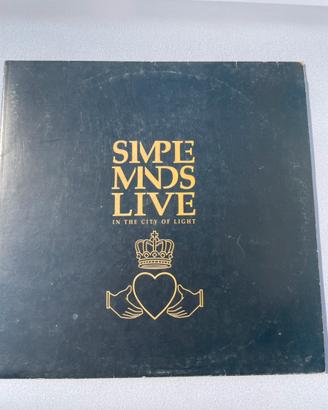 SIMPLE
MINDS
LIVE
IN THE CITY OF LIGHT